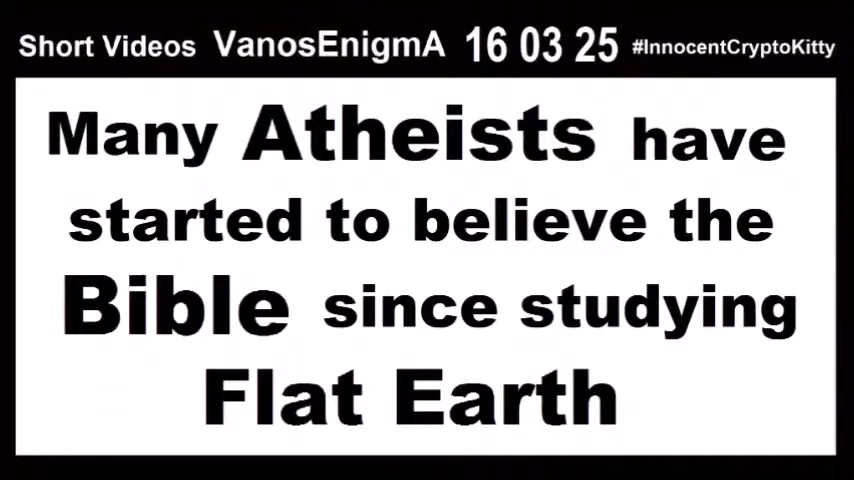 Short Videos VanosEnigmA 16 03 25 #InnocentCryptoKitty
Many Atheists have
started to believe the
Bible since studying
Flat Earth